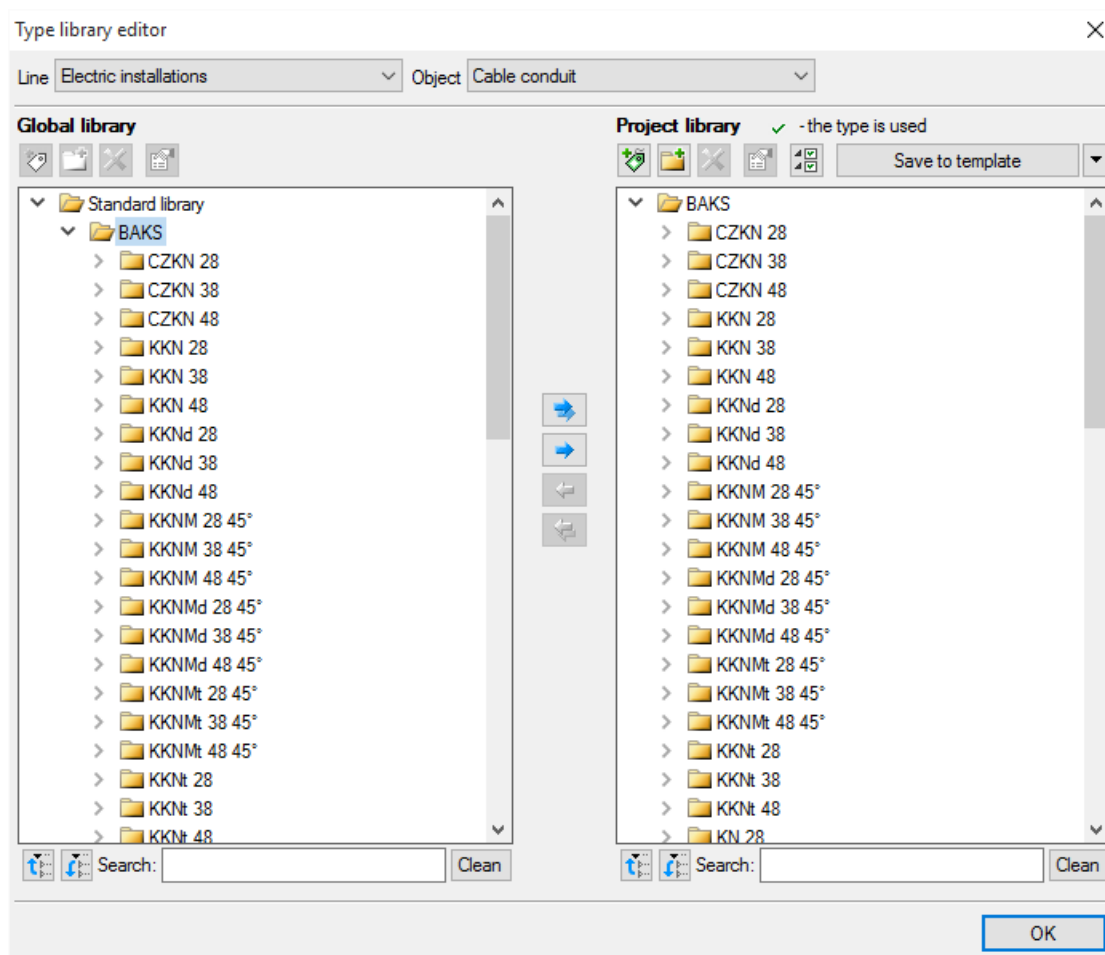 Type library editor
Line Electric installations Object Cable conduit
Global library
Standard library
BAKS
CZKN 28
CZKN 38
CZKN 48
KKN 28
KKN 38
KKN 48
KKNd 28
KKNd 38
KKNd 48
KKNM 28 45°
KKNM 38 45°
KKNM 48 45°
KKNMd 28 45°
KKNMd 38 45°
KKNMd 48 45°
KKNMt 28 45°
KKNMt 38 45°
KKNMt 48 45°
KKNt 28
KKNt 38
KKNt 48
Search: Clean
Project library ✓ - the type is used
Save to template
BAKS
CZKN 28
CZKN 38
CZKN 48
KKN 28
KKN 38
KKN 48
KKNd 28
KKNd 38
KKNd 48
KKNM 28 45°
KKNM 38 45°
KKNM 48 45°
KKNMd 28 45°
KKNMd 38 45°
KKNMd 48 45°
KKNMt 28 45°
KKNMt 38 45°
KKNMt 48 45°
KKNt 28
KKNt 38
KKNt 48
KN 28
Search: Clean
OK